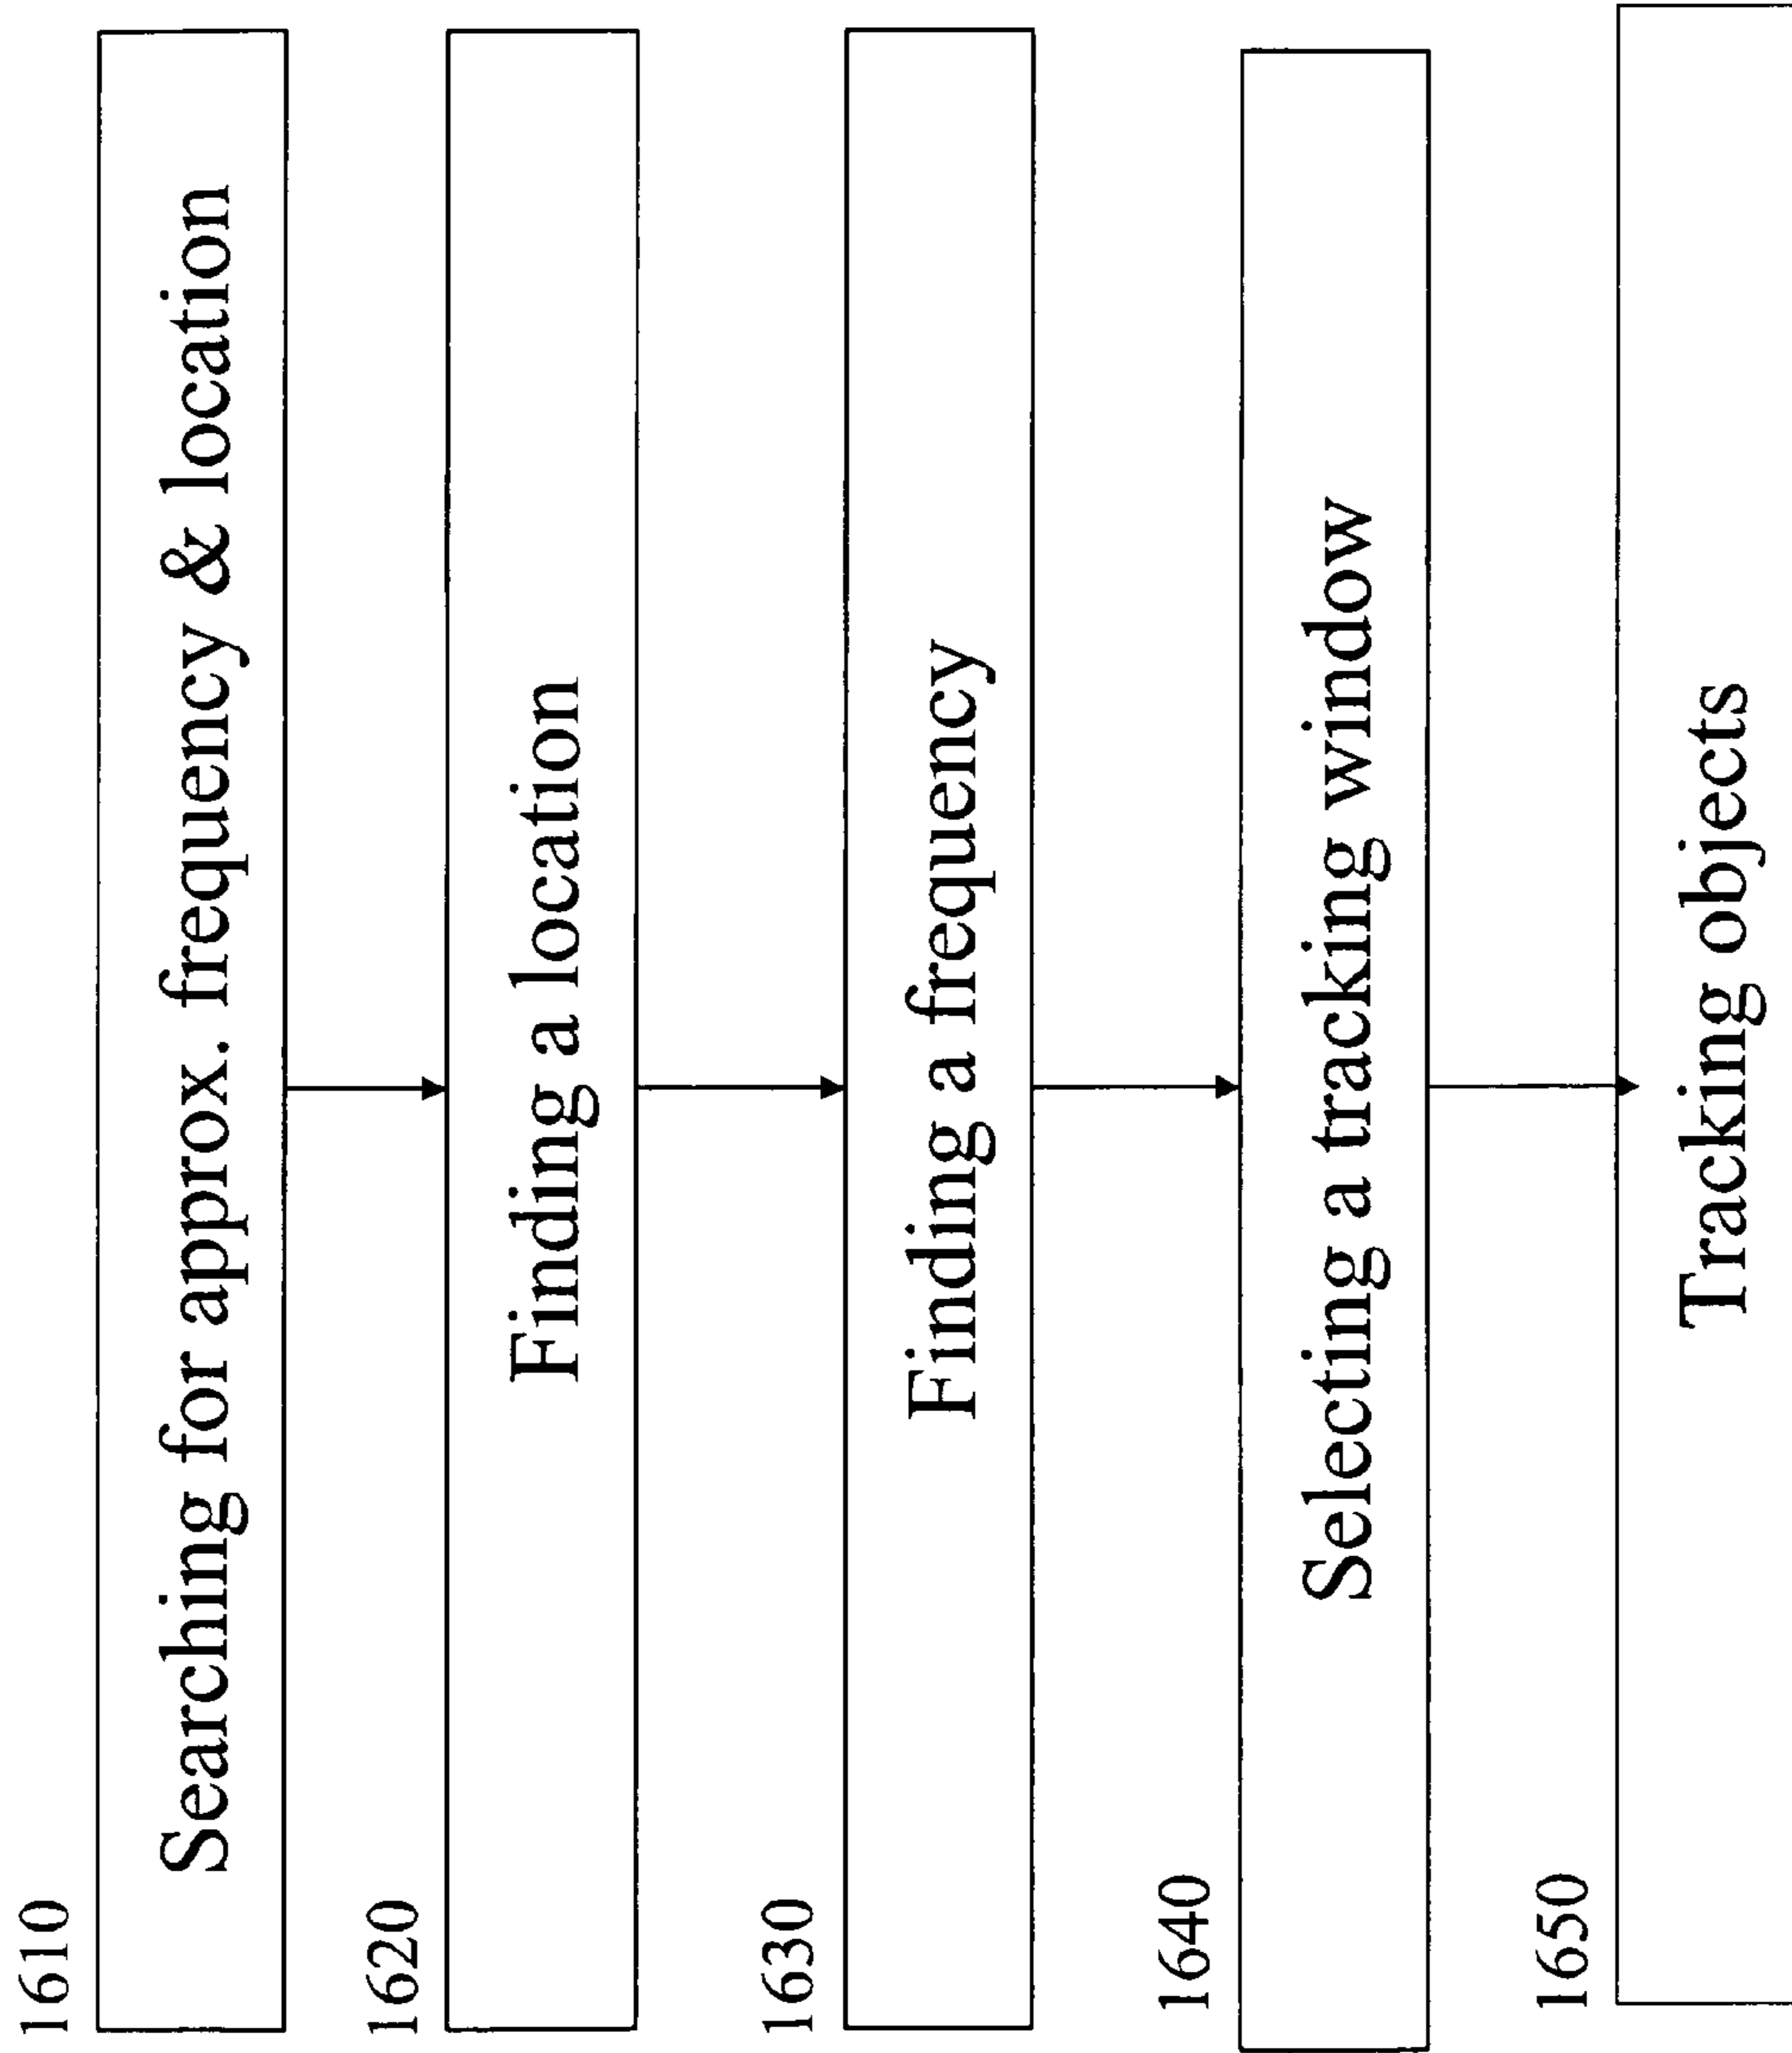 1610
Searching for approx. frequency & location
1620
Finding a location
1630
Finding a frequency
1640
Selecting a tracking window
1650
Tracking objects